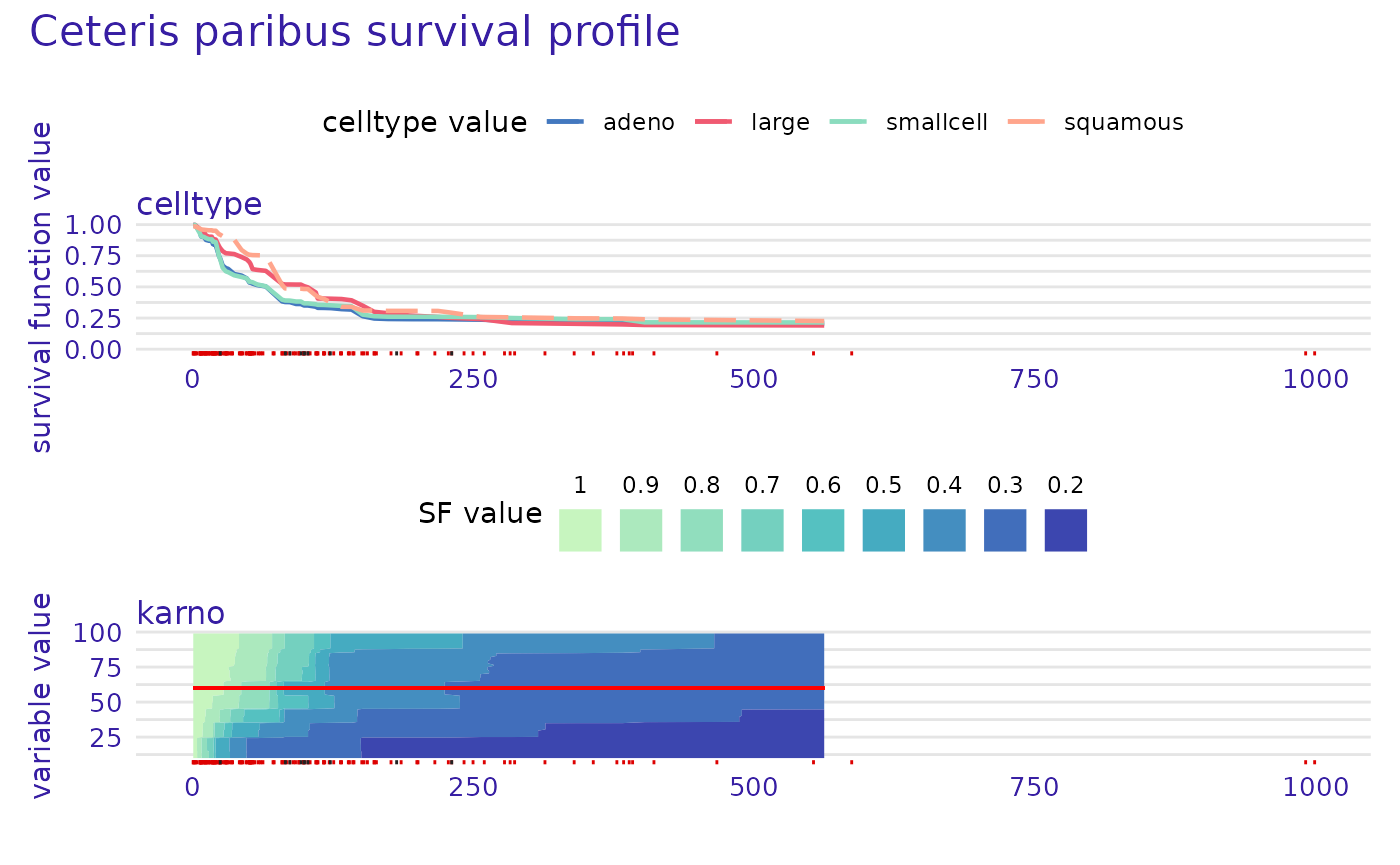 Ceteris paribus survival profile
celltype value adeno large smallcell squamous
survival function value
celltype
1.00
0.75
0.50
0.25
0.00
0 250 500 750 1000
SF value 1 0.9 0.8 0.7 0.6 0.5 0.4 0.3 0.2
variable value
karno
100
75
50
25
0 250 500 750 1000